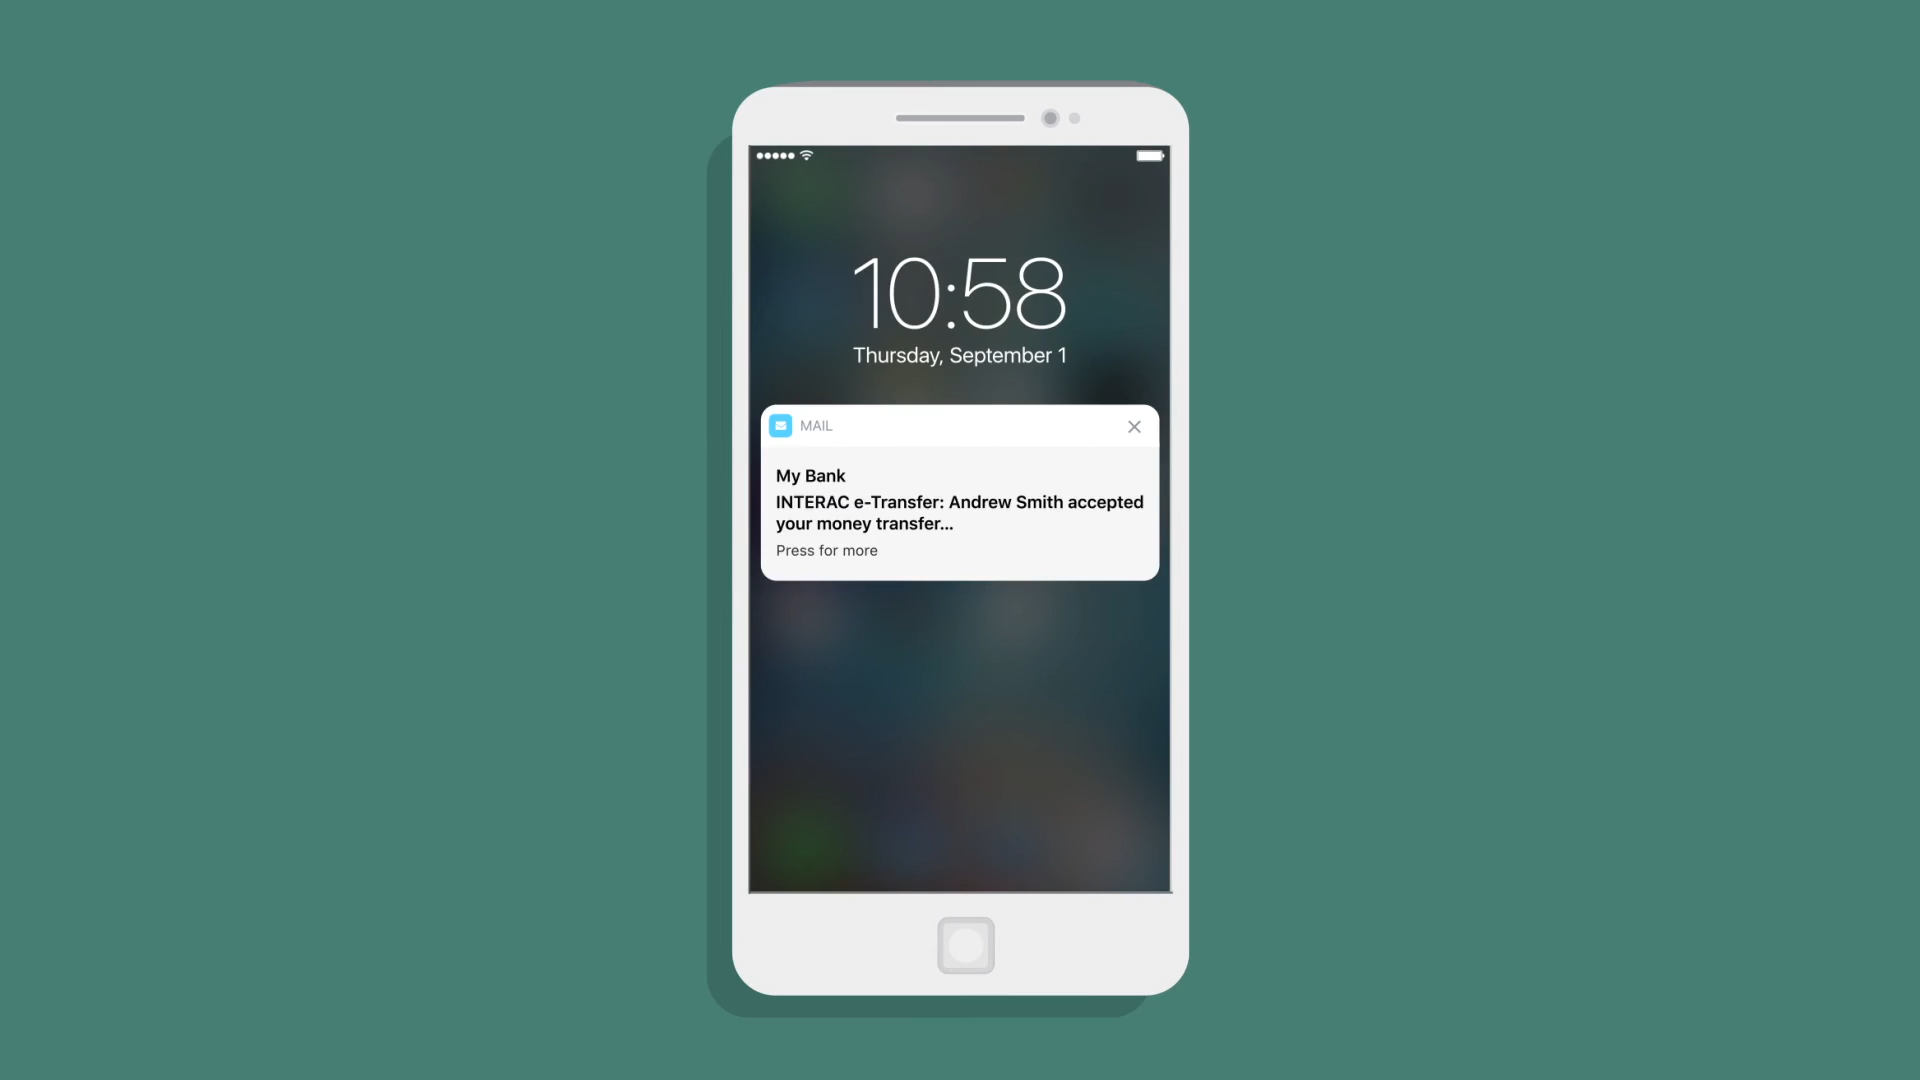 10:58
Thursday, September 1
MAIL
My Bank
INTERAC e-Transfer: Andrew Smith accepted
your money transfer...
Press for more